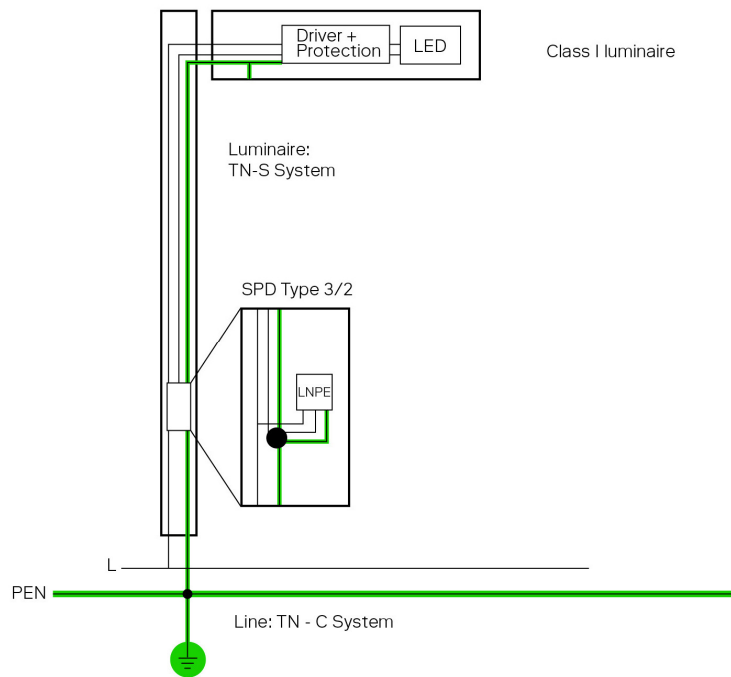 Driver +
Protection
LED
Class I luminaire
Luminaire:
TN-S System
SPD Type 3/2
LNPE
L
PEN
Line: TN - C System